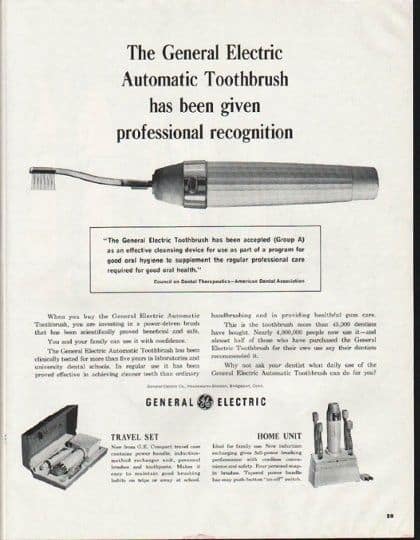 The General Electric
Automatic Toothbrush
has been given
professional recognition
"The General Electric Toothbrush has been accepted (Group A)
as an effective cleansing device for use as part of a program for
good oral hygiene to supplement the regular professional care
required for good oral health."
Council on Dental Therapeutics—American Dental Association
When you buy the General Electric Automatic
Toothbrush, you are investing in a power-driven brush
that has been scientifically proved beneficial and safe.
You and your family can use it with confidence.
The General Electric Automatic Toothbrush has been
clinically tested for more than five years in laboratories and
university dental schools. In regular use it has been
proved effective in achieving cleaner teeth than ordinary
handbrushing and in providing healthful gum care.
This is the toothbrush more than 45,000 dentists
have bought. Nearly 4,000,000 people now use it—and
almost half of those who have purchased the General
Electric Toothbrush for their own use say their dentists
recommended it.
Why not ask your dentist what daily use of the
General Electric Automatic Toothbrush can do for you?
General Electric Co., Housewares Division, Bridgeport, Conn.
GENERAL GE ELECTRIC
TRAVEL SET
New from G.E. Compact travel case
contains power handle, induction-
method recharger unit, personal
brushes and toothpaste. Makes it
easy to maintain good brushing
habits on trips or away at school.
HOME UNIT
Ideal for family use. New induction
recharging gives full-power brushing
performance with cordless conven-
ience and safety. Four personal snap-
in brushes. Tapered power handle
has easy push-button "on-off" switch.